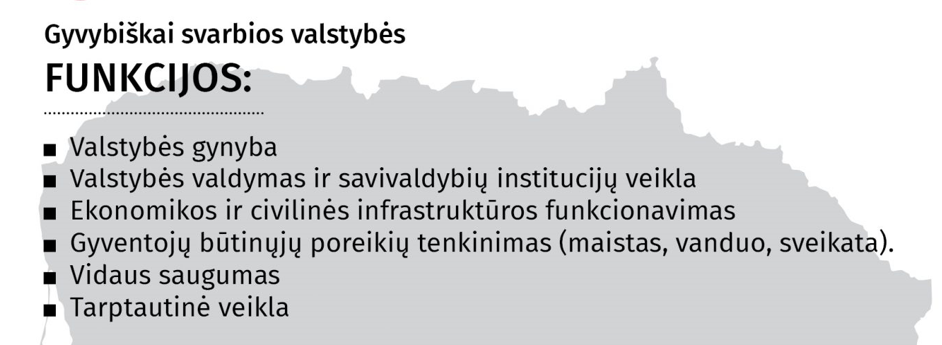 Gyvybiškai svarbios valstybės
FUNKCIJOS:
■ Valstybės gynyba
■ Valstybės valdymas ir savivaldybių institucijų veikla
■ Ekonomikos ir civilinės infrastruktūros funkcionavimas
■ Gyventojų būtinųjų poreikių tenkinimas (maistas, vanduo, sveikata).
■ Vidaus saugumas
■ Tarptautinė veikla